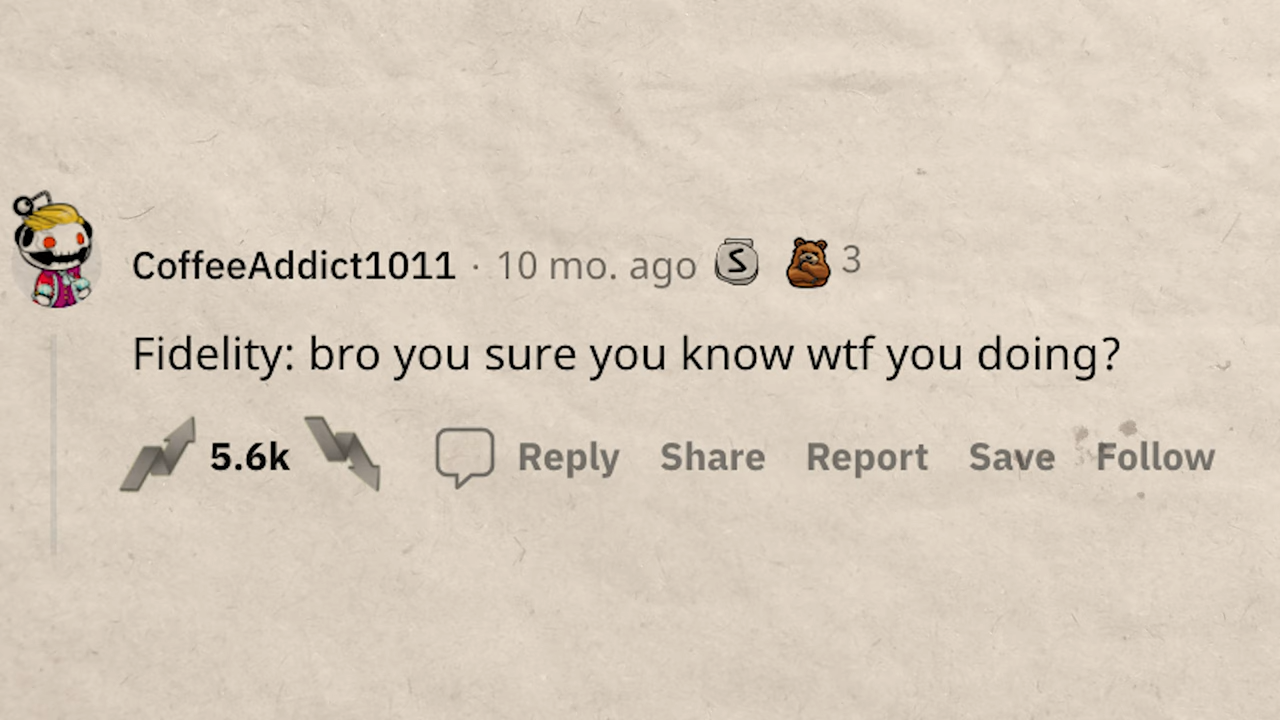 CoffeeAddict1011 · 10 mo. ago S 3
Fidelity: bro you sure you know wtf you doing?
5.6k Reply Share Report Save Follow